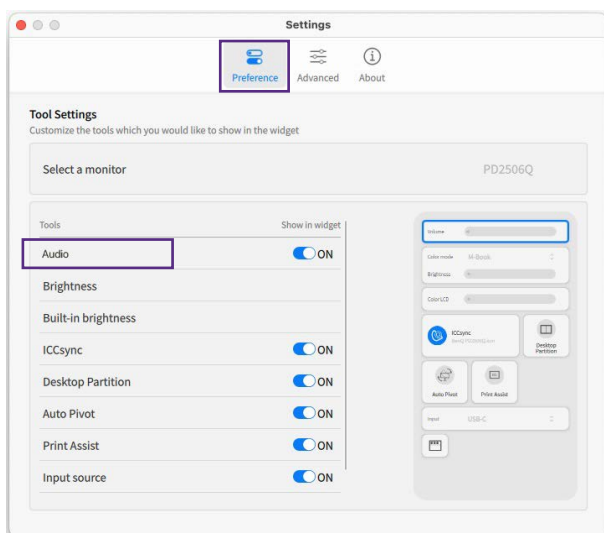 Settings
Preference Advanced About
Tool Settings
Customize the tools which you would like to show in the widget
Select a monitor PD2506Q
Tools Show in widget
Audio ON
Brightness
Built-in brightness
ICCsync ON
Desktop Partition ON
Auto Pivot ON
Print Assist ON
Input source ON
Volume
Color mode M-Book
Brightness
Color LCD
ICCsync
Desktop
Partition
Auto Pivot Print Assist
Input USB-C